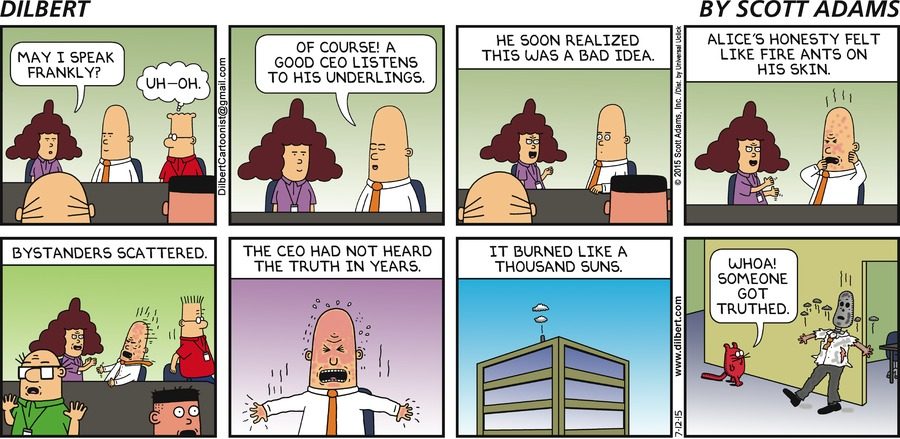 DILBERT
BY SCOTT ADAMS
MAY I SPEAK
FRANKLY?
UH-OH.
DilbertCartoonist@gmail.com
OF COURSE! A
GOOD CEO LISTENS
TO HIS UNDERLINGS.
HE SOON REALIZED
THIS WAS A BAD IDEA.
© 2015 Scott Adams, Inc. /Dist. by Universal Uclick
ALICE'S HONESTY FELT
LIKE FIRE ANTS ON
HIS SKIN.
BYSTANDERS SCATTERED.
THE CEO HAD NOT HEARD
THE TRUTH IN YEARS.
IT BURNED LIKE A
THOUSAND SUNS.
7-12-15
www.dilbert.com
WHOA!
SOMEONE
GOT
TRUTHED.